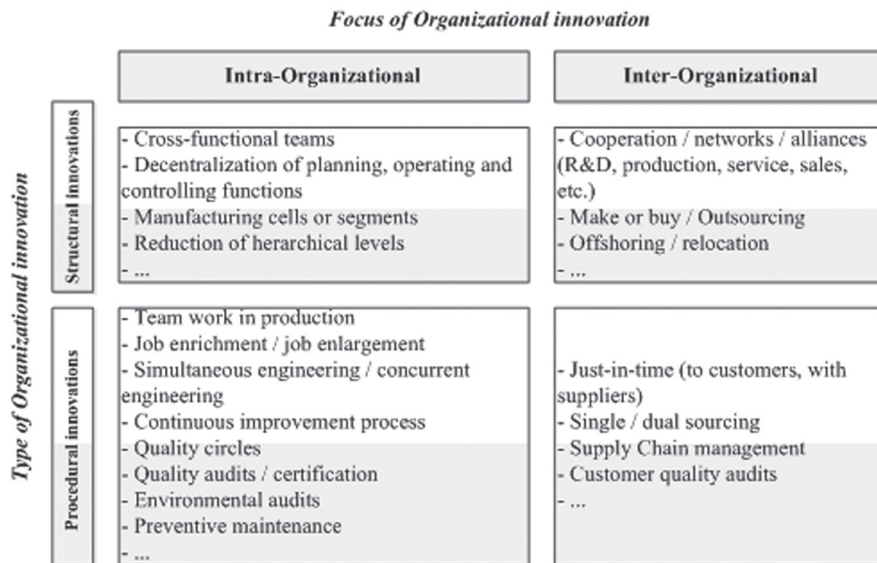 Focus of Organizational innovation
Intra-Organizational
Inter-Organizational
Type of Organizational innovation
Structural innovations
- Cross-functional teams
- Decentralization of planning, operating and
controlling functions
- Manufacturing cells or segments
- Reduction of herarchical levels
- ...
- Cooperation / networks / alliances
(R&D, production, service, sales,
etc.)
- Make or buy / Outsourcing
- Offshoring / relocation
- ...
Procedural innovations
- Team work in production
- Job enrichment / job enlargement
- Simultaneous engineering / concurrent
engineering
- Continuous improvement process
- Quality circles
- Quality audits / certification
- Environmental audits
- Preventive maintenance
- ...
- Just-in-time (to customers, with
suppliers)
- Single / dual sourcing
- Supply Chain management
- Customer quality audits
- ...